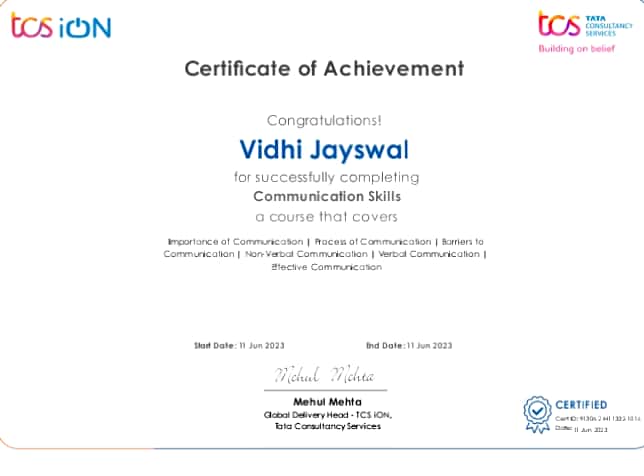 tcs iON
tcs TATA
CONSULTANCY
SERVICES
Building on belief
Certificate of Achievement
Congratulations!
Vidhi Jayswal
for successfully completing
Communication Skills
a course that covers
Importance of Communication | Process of Communication | Barriers to
Communication | Non-Verbal Communication | Verbal Communication |
Effective Communication
Start Date: 11 Jun 2023
End Date: 11 Jun 2023
Mehul Mehta
Mehul Mehta
Global Delivery Head - TCS iON,
Tata Consultancy Services
CERTIFIED
Cert ID:
Date: 11 Jun 2023